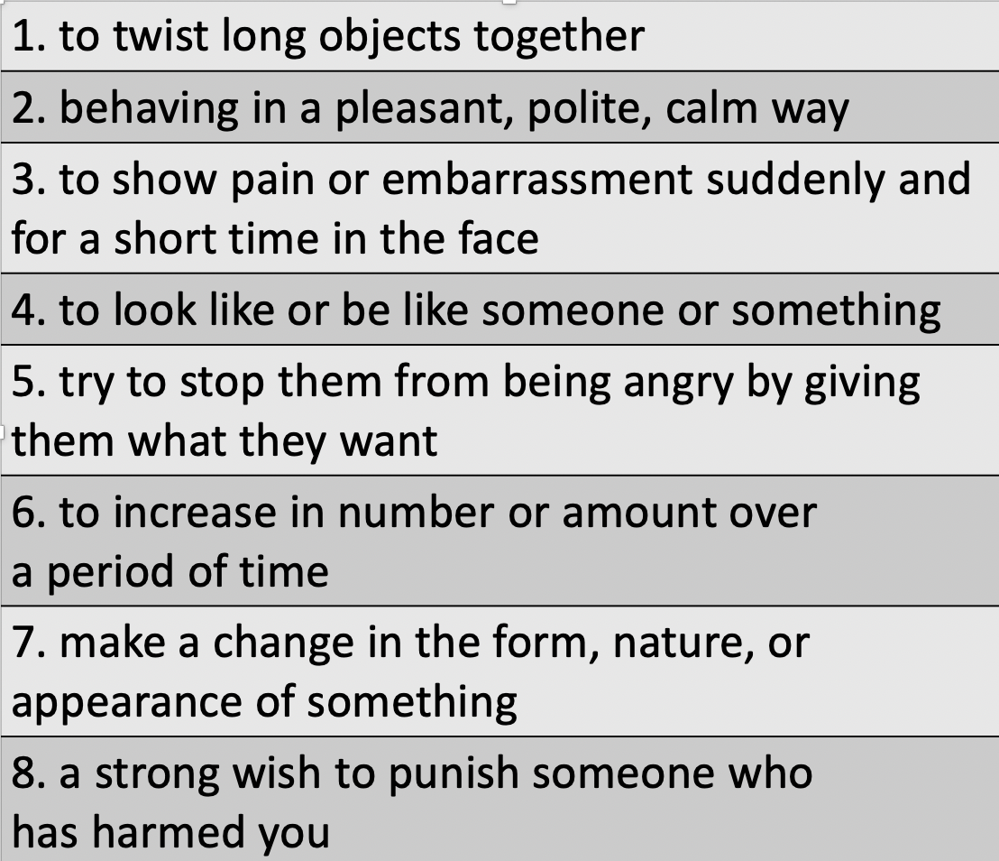 1. to twist long objects together
2. behaving in a pleasant, polite, calm way
3. to show pain or embarrassment suddenly and
for a short time in the face
4. to look like or be like someone or something
5. try to stop them from being angry by giving
them what they want
6. to increase in number or amount over
a period of time
7. make a change in the form, nature, or
appearance of something
8. a strong wish to punish someone who
has harmed you